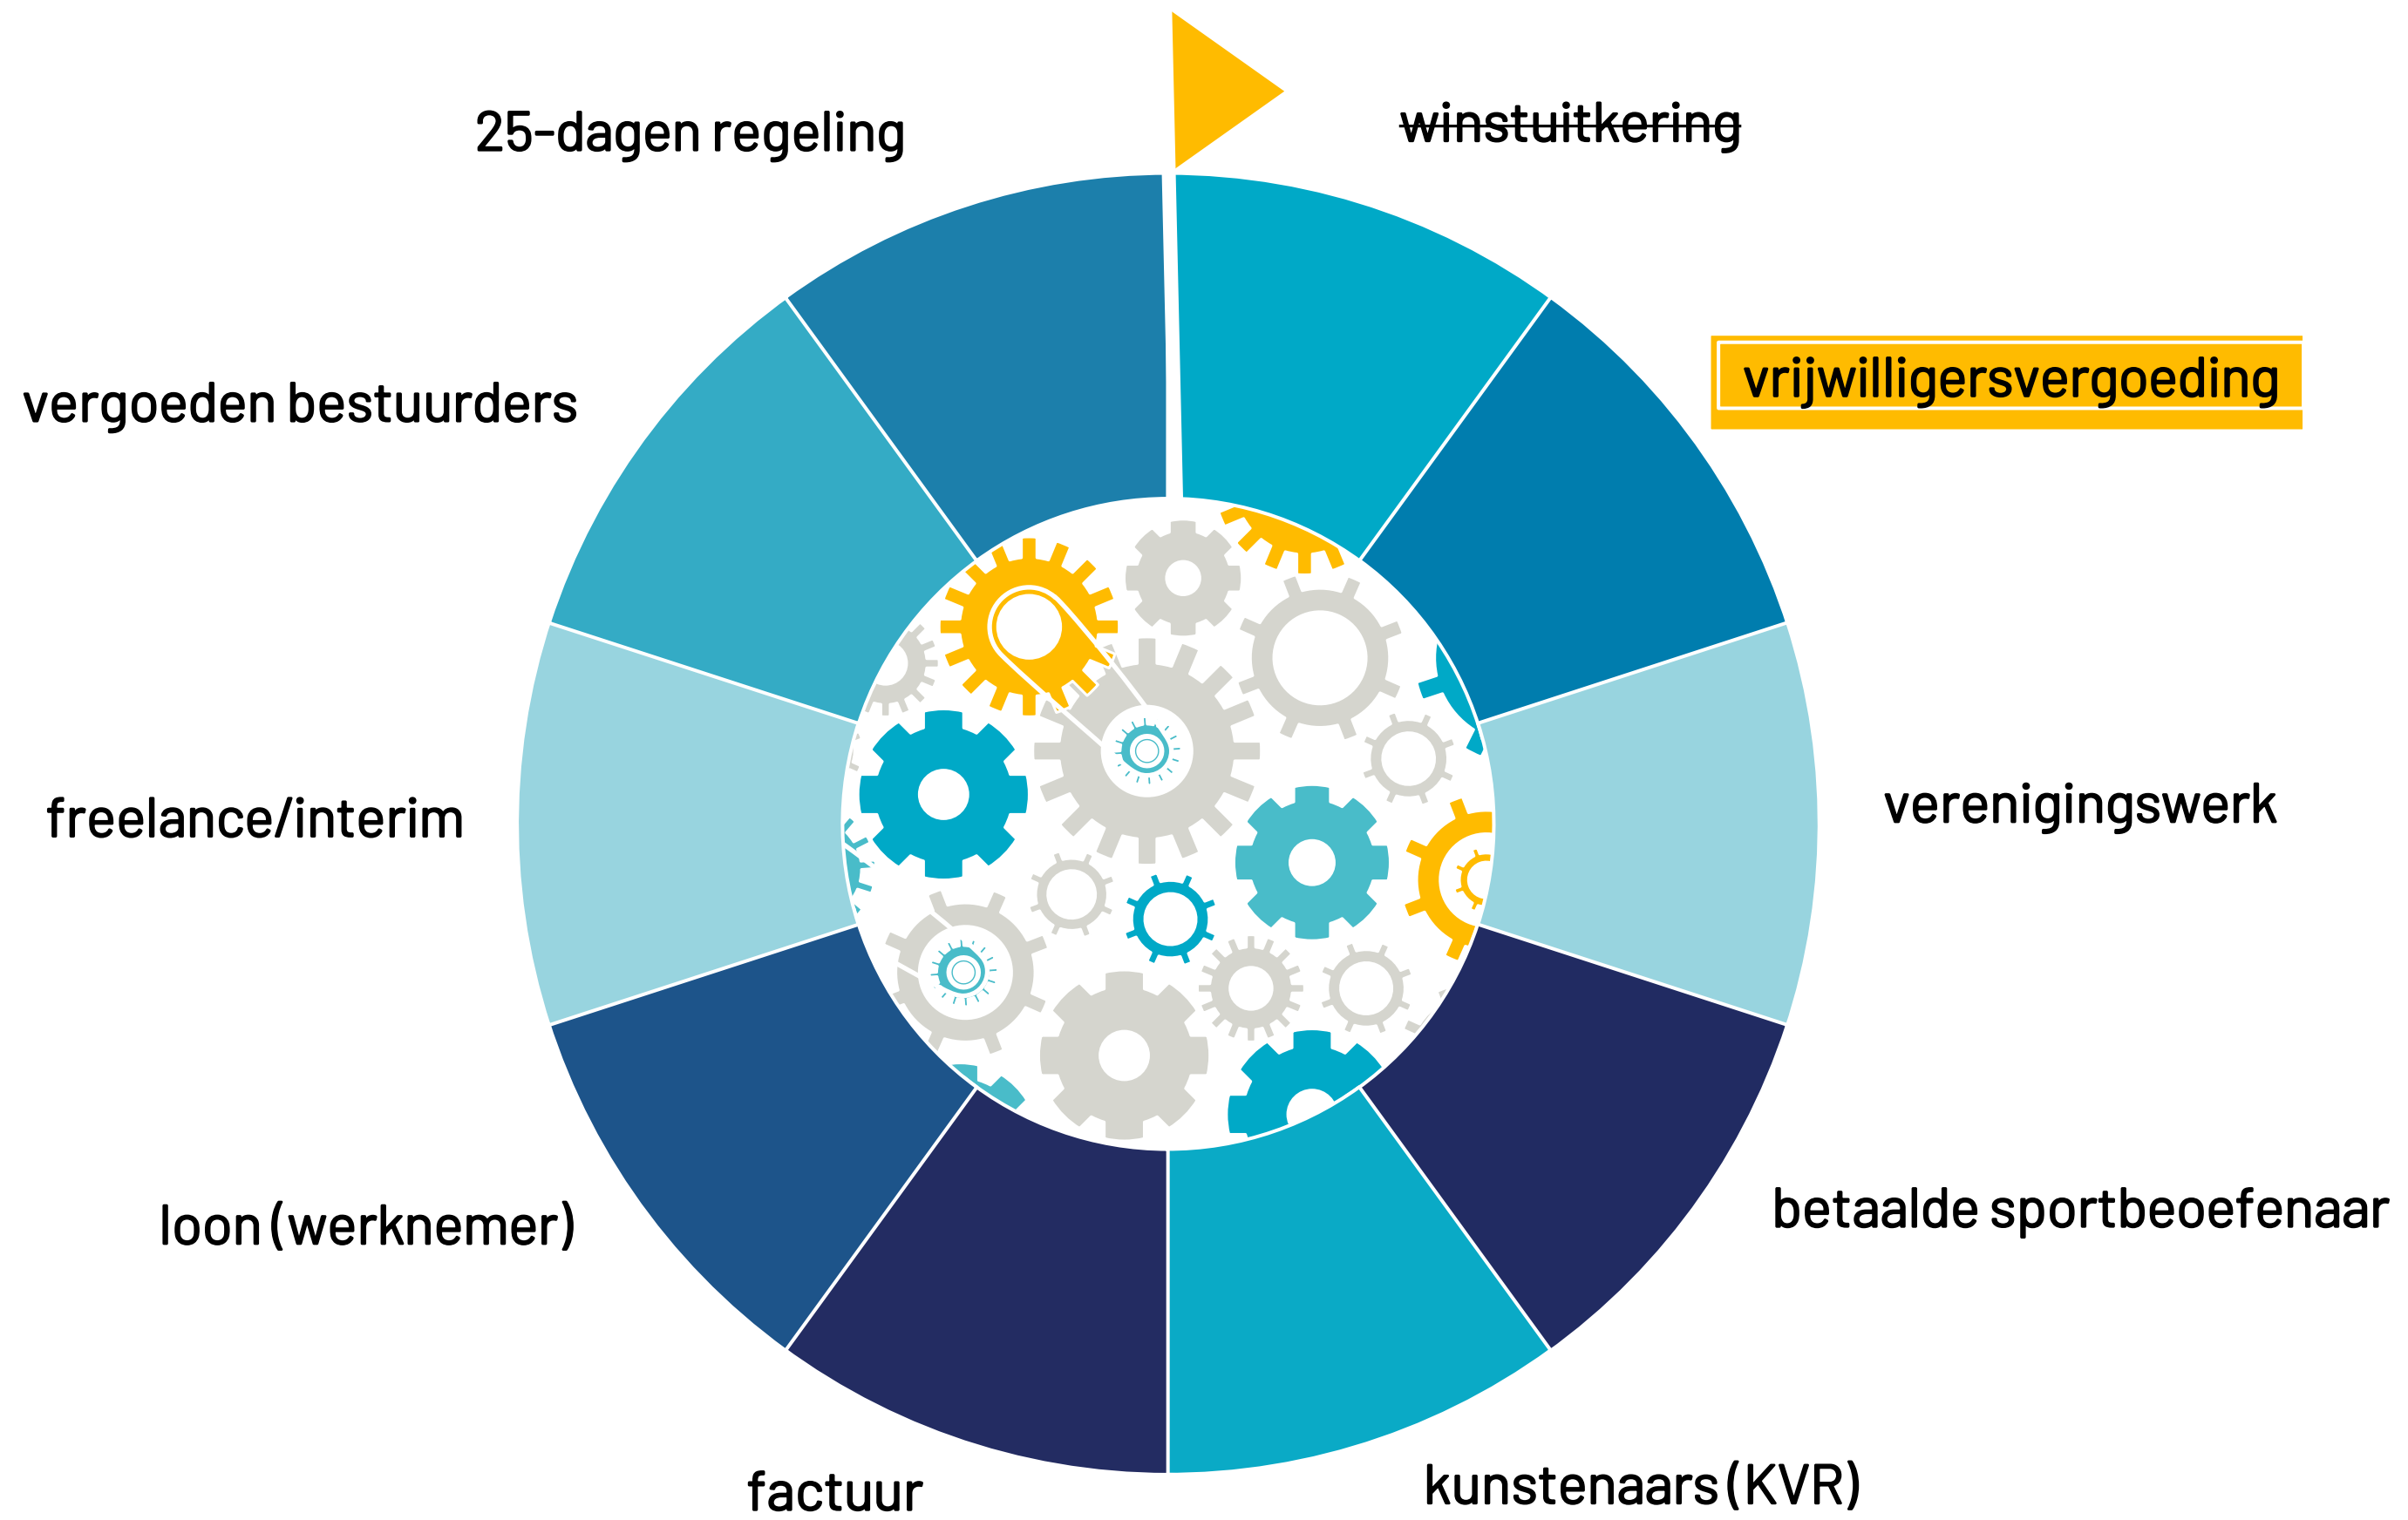 25-dagen regeling
winstuitkering
vergoeden bestuurders
vrijwilligersvergoeding
freelance/interim
verenigingswerk
loon(werknemer)
betaalde sportbeoefenaar
factuur
kunstenaars(KVR)